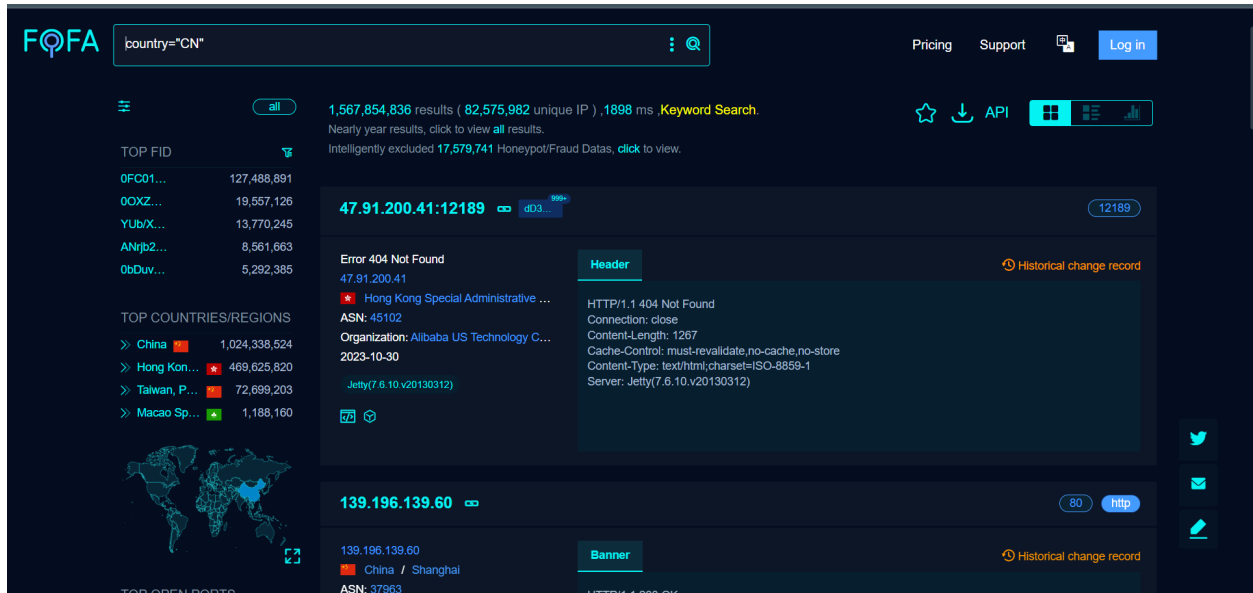 FOFA
country="CN"
Pricing
Support
Log in
all
1,567,854,836 results ( 82,575,982 unique IP ) ,1898 ms ,Keyword Search.
Nearly year results, click to view all results.
Intelligently excluded 17,579,741 Honeypot/Fraud Datas, click to view.
API
TOP FID
0FC01... 127,488,891
0OXZ... 19,557,126
YUb/X... 13,770,245
ANrjb2... 8,561,663
0bDuv... 5,292,385
TOP COUNTRIES/REGIONS
China 1,024,338,524
Hong Kon... 469,625,820
Taiwan, P... 72,699,203
Macao Sp... 1,188,160
TOP OPEN PORTS
47.91.200.41:12189 dD3... 999+
12189
Error 404 Not Found
47.91.200.41
Hong Kong Special Administrative ...
ASN: 45102
Organization: Alibaba US Technology C...
2023-10-30
Jetty(7.6.10.v20130312)
Header
Historical change record
HTTP/1.1 404 Not Found
Connection: close
Content-Length: 1267
Cache-Control: must-revalidate,no-cache,no-store
Content-Type: text/html;charset=ISO-8859-1
Server: Jetty(7.6.10.v20130312)
139.196.139.60
80 http
139.196.139.60
China / Shanghai
ASN: 37963
Banner
Historical change record
HTTP/1.1 200 OK